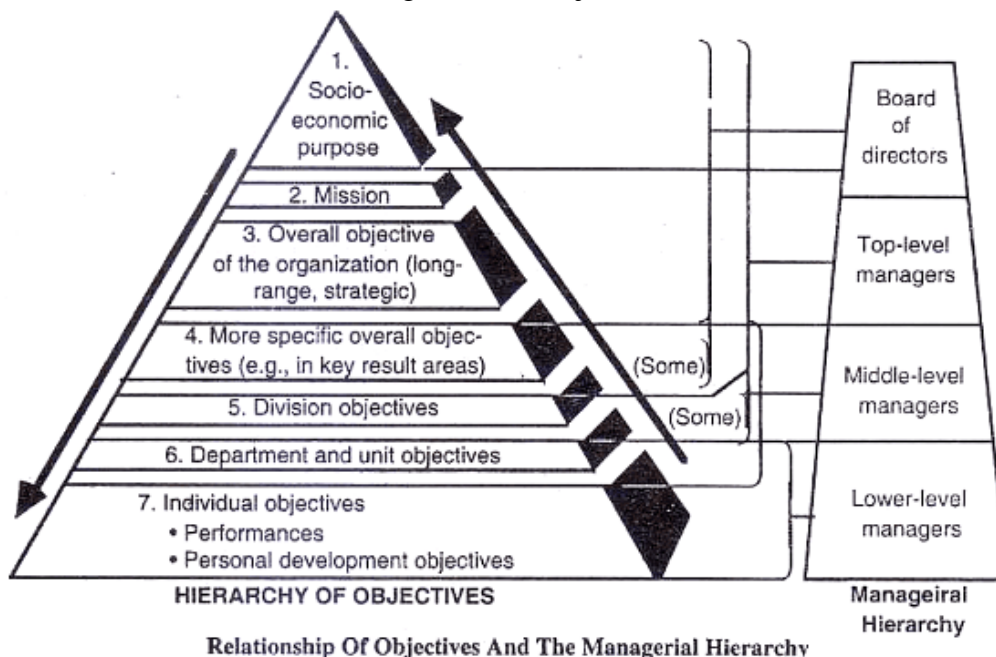 1.
Socio-
economic
purpose
2. Mission
3. Overall objective
of the organization (long-
range, strategic)
4. More specific overall objec-
tives (e.g., in key result areas)
5. Division objectives
6. Department and unit objectives
7. Individual objectives
• Performances
• Personal development objectives
(Some)
(Some)
Board
of
directors
Top-level
managers
Middle-level
managers
Lower-level
managers
HIERARCHY OF OBJECTIVES
Manageiral
Hierarchy
Relationship Of Objectives And The Managerial Hierarchy